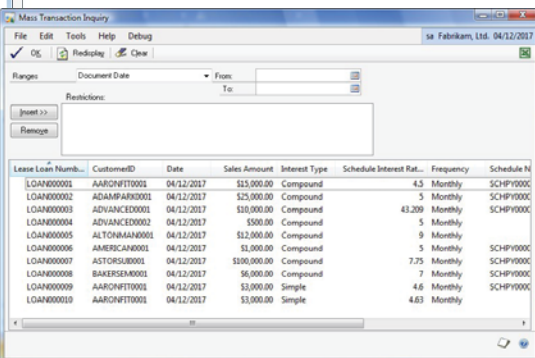 Mass Transaction Inquiry
File Edit Tools Help Debug sa Fabrikam, Ltd. 04/12/2017
OK Redisplay Clear
Ranges: Document Date From:
To:
Restrictions:
Insert >>
Remove
Lease Loan Numb... CustomerID Date Sales Amount Interest Type Schedule Interest Rat... Frequency Schedule N
LOAN000001 AARONFIT0001 04/12/2017 $15,000.00 Compound 4.5 Monthly SCHPY000C
LOAN000002 ADAMPARK0001 04/12/2017 $25,000.00 Compound 5 Monthly SCHPY000C
LOAN000003 ADVANCED0001 04/12/2017 $10,000.00 Compound 43.209 Monthly SCHPY000C
LOAN000004 ADVANCED0002 04/12/2017 $500.00 Compound 5 Monthly
LOAN000005 ALTONMAN0001 04/12/2017 $12,000.00 Compound 9 Monthly
LOAN000006 AMERICAN0001 04/12/2017 $1,000.00 Compound 5 Monthly SCHPY000C
LOAN000007 ASTORSUI0001 04/12/2017 $100,000.00 Compound 7.75 Monthly SCHPY000C
LOAN000008 BAKERSEM0001 04/12/2017 $6,000.00 Compound 7 Monthly SCHPY000C
LOAN000009 AARONFIT0001 04/12/2017 $3,000.00 Simple 4.6 Monthly
LOAN000010 AARONFIT0001 04/12/2017 $3,000.00 Simple 4.63 Monthly